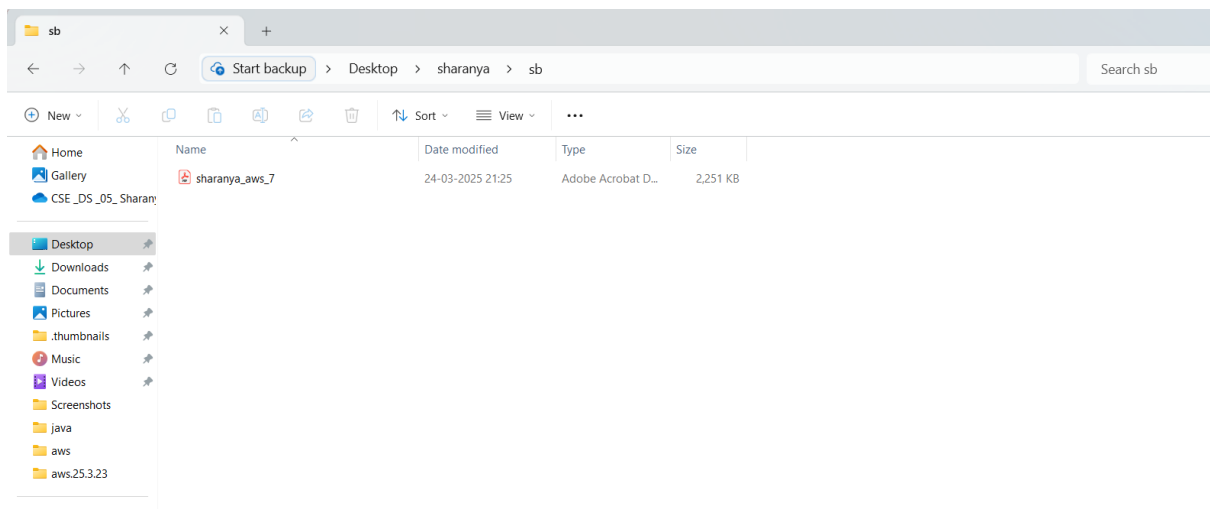 sb
Start backup > Desktop > sharanya > sb
Search sb
New
Sort
View
Name Date modified Type Size
sharanya_aws_7 24-03-2025 21:25 Adobe Acrobat D... 2,251 KB
Home
Gallery
CSE _DS _05_ Sharany
Desktop
Downloads
Documents
Pictures
.thumbnails
Music
Videos
Screenshots
java
aws
aws.25.3.23